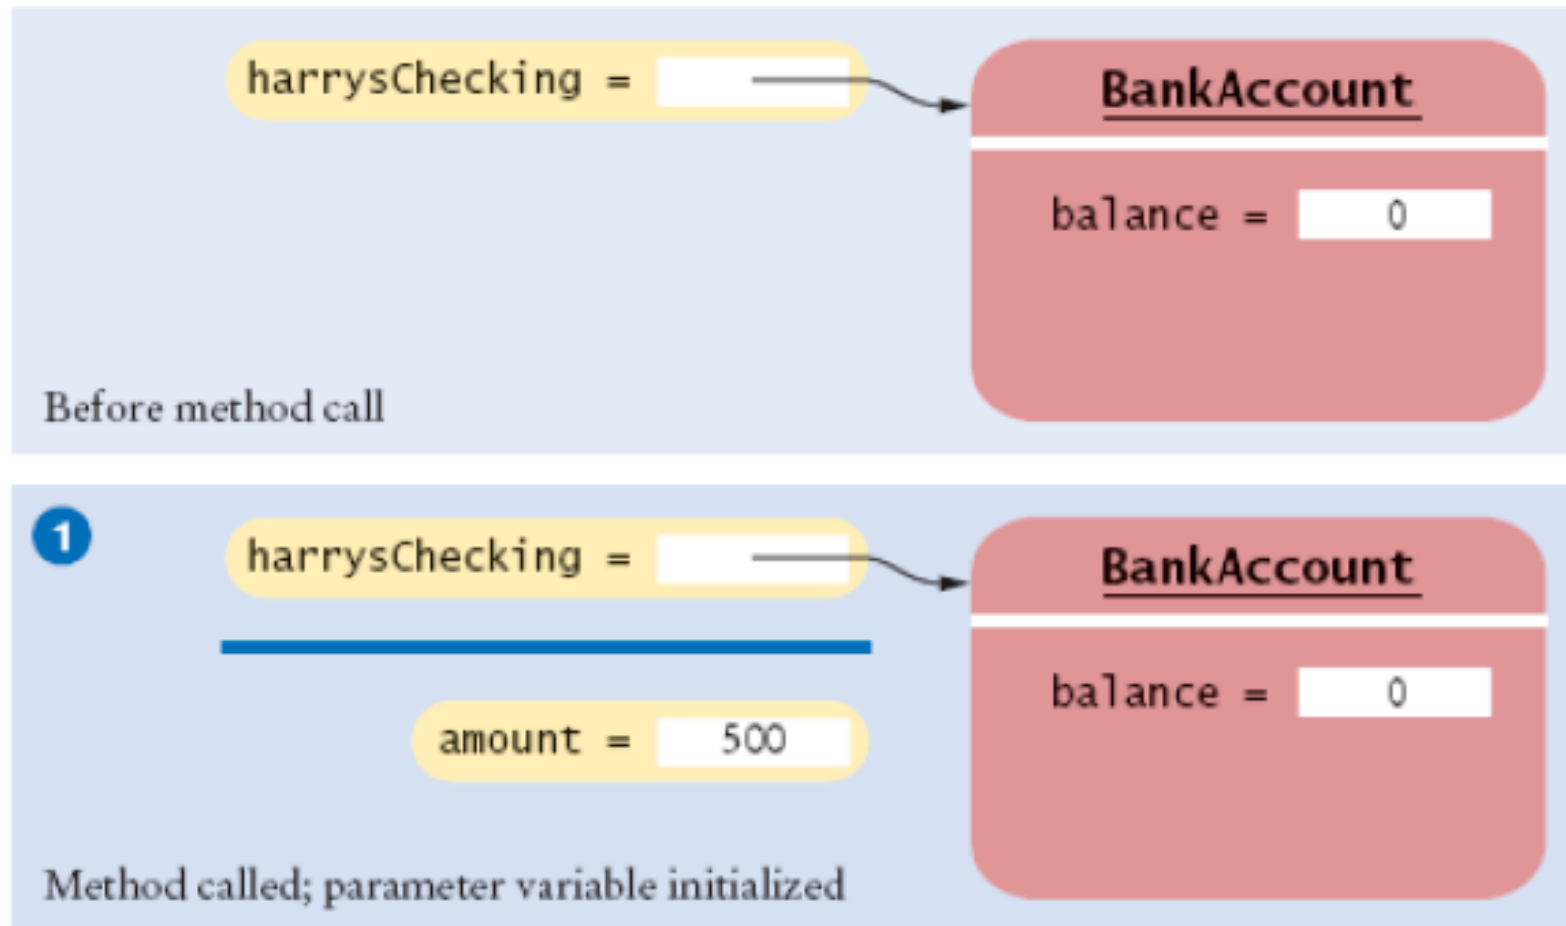 harrysChecking =
BankAccount
balance = 0
Before method call
1
harrysChecking =
BankAccount
balance = 0
amount = 500
Method called; parameter variable initialized